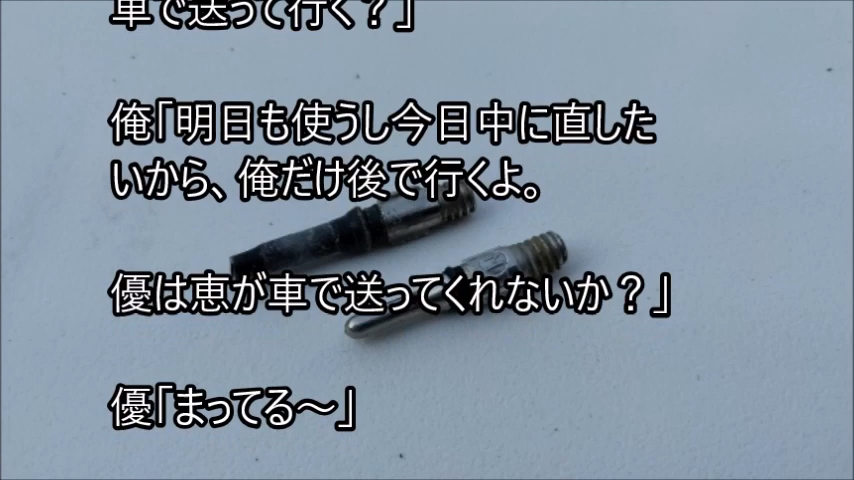 車で送って行く？」
俺「明日も使うし今日中に直した
いから、俺だけ後で行くよ。
優は恵が車で送ってくれないか？」
優「まってる～」